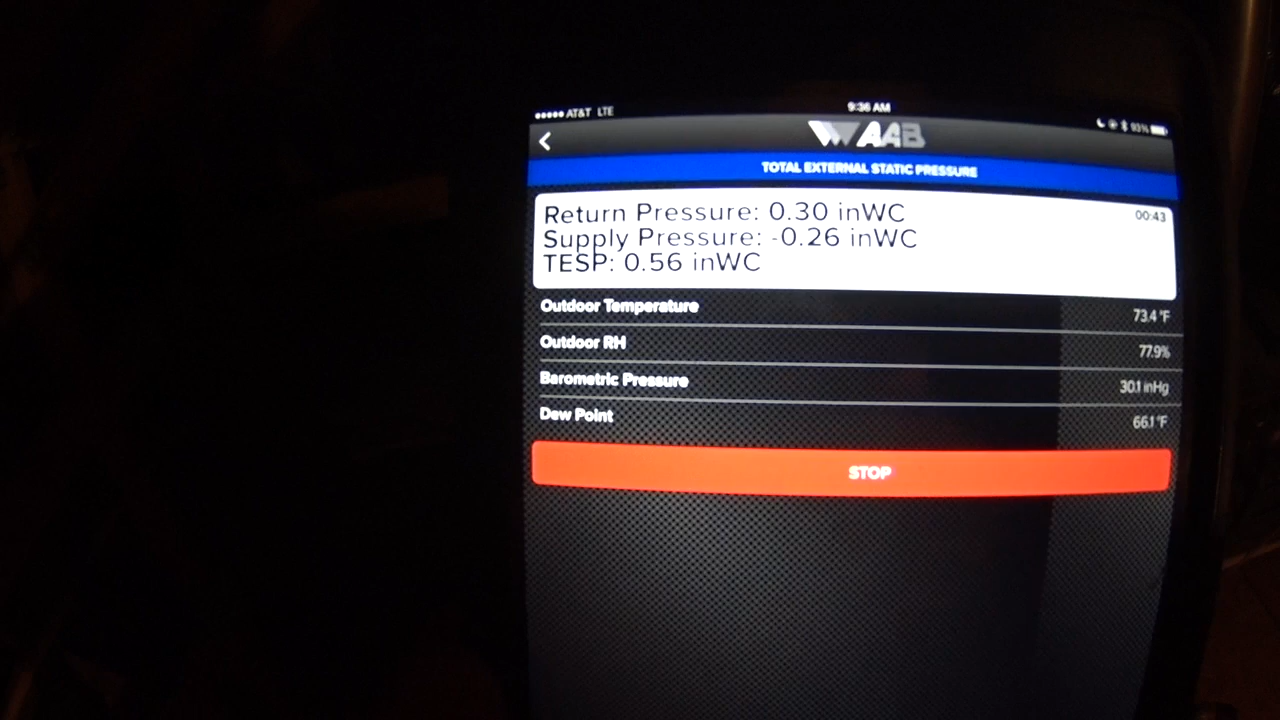 ●●●●● AT&T LTE 9:36 AM 93%
WAAB
TOTAL EXTERNAL STATIC PRESSURE
Return Pressure: 0.30 inWC 00:43
Supply Pressure: -0.26 inWC
TESP: 0.56 inWC
Outdoor Temperature 73.4 °F
Outdoor RH 77.9%
Barometric Pressure 30.1 inHg
Dew Point 66.1 °F
STOP